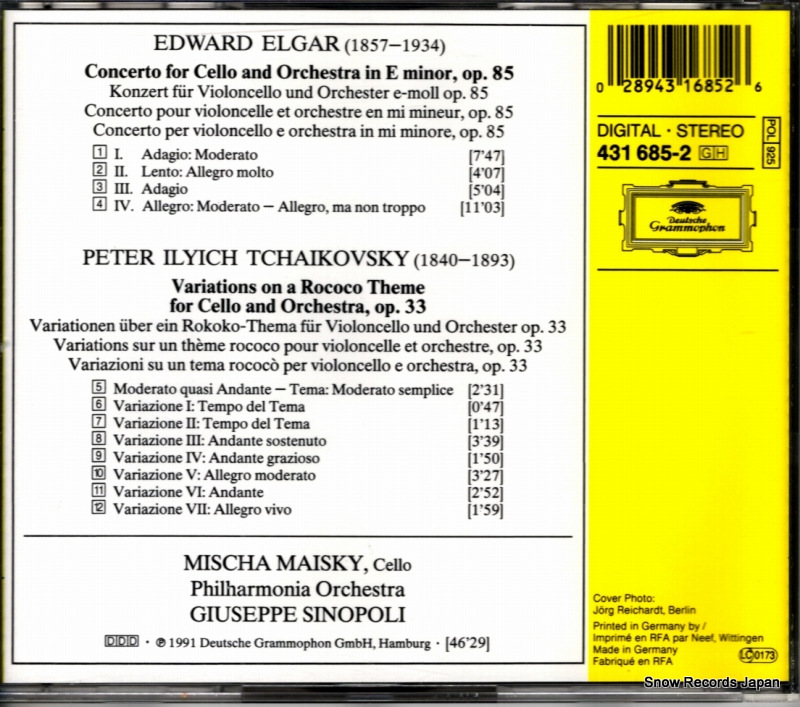 EDWARD ELGAR (1857–1934)
Concerto for Cello and Orchestra in E minor, op. 85
Konzert für Violoncello und Orchester e-moll op. 85
Concerto pour violoncelle et orchestre en mi mineur, op. 85
Concerto per violoncello e orchestra in mi minore, op. 85
1 I. Adagio: Moderato [7'47]
2 II. Lento: Allegro molto [4'07]
3 III. Adagio [5'04]
4 IV. Allegro: Moderato – Allegro, ma non troppo [11'03]
PETER ILYICH TCHAIKOVSKY (1840–1893)
Variations on a Rococo Theme
for Cello and Orchestra, op. 33
Variationen über ein Rokoko-Thema für Violoncello und Orchester op. 33
Variations sur un thème rococo pour violoncelle et orchestre, op. 33
Variazioni su un tema rococò per violoncello e orchestra, op. 33
5 Moderato quasi Andante – Tema: Moderato semplice [2'31]
6 Variazione I: Tempo del Tema [0'47]
7 Variazione II: Tempo del Tema [1'13]
8 Variazione III: Andante sostenuto [3'39]
9 Variazione IV: Andante grazioso [1'50]
10 Variazione V: Allegro moderato [3'27]
11 Variazione VI: Andante [2'52]
12 Variazione VII: Allegro vivo [1'59]
MISCHA MAISKY, Cello
Philharmonia Orchestra
GIUSEPPE SINOPOLI
DDD · ℗ 1991 Deutsche Grammophon GmbH, Hamburg · [46'29]
0 28943 16852 6
DIGITAL · STEREO
431 685-2 GH
POL 925
Deutsche
Grammophon
Cover Photo:
Jörg Reichardt, Berlin
Printed in Germany by /
Imprimé en RFA par Neef, Wittingen
Made in Germany
Fabriqué en RFA
LC 0173
Snow Records Japan